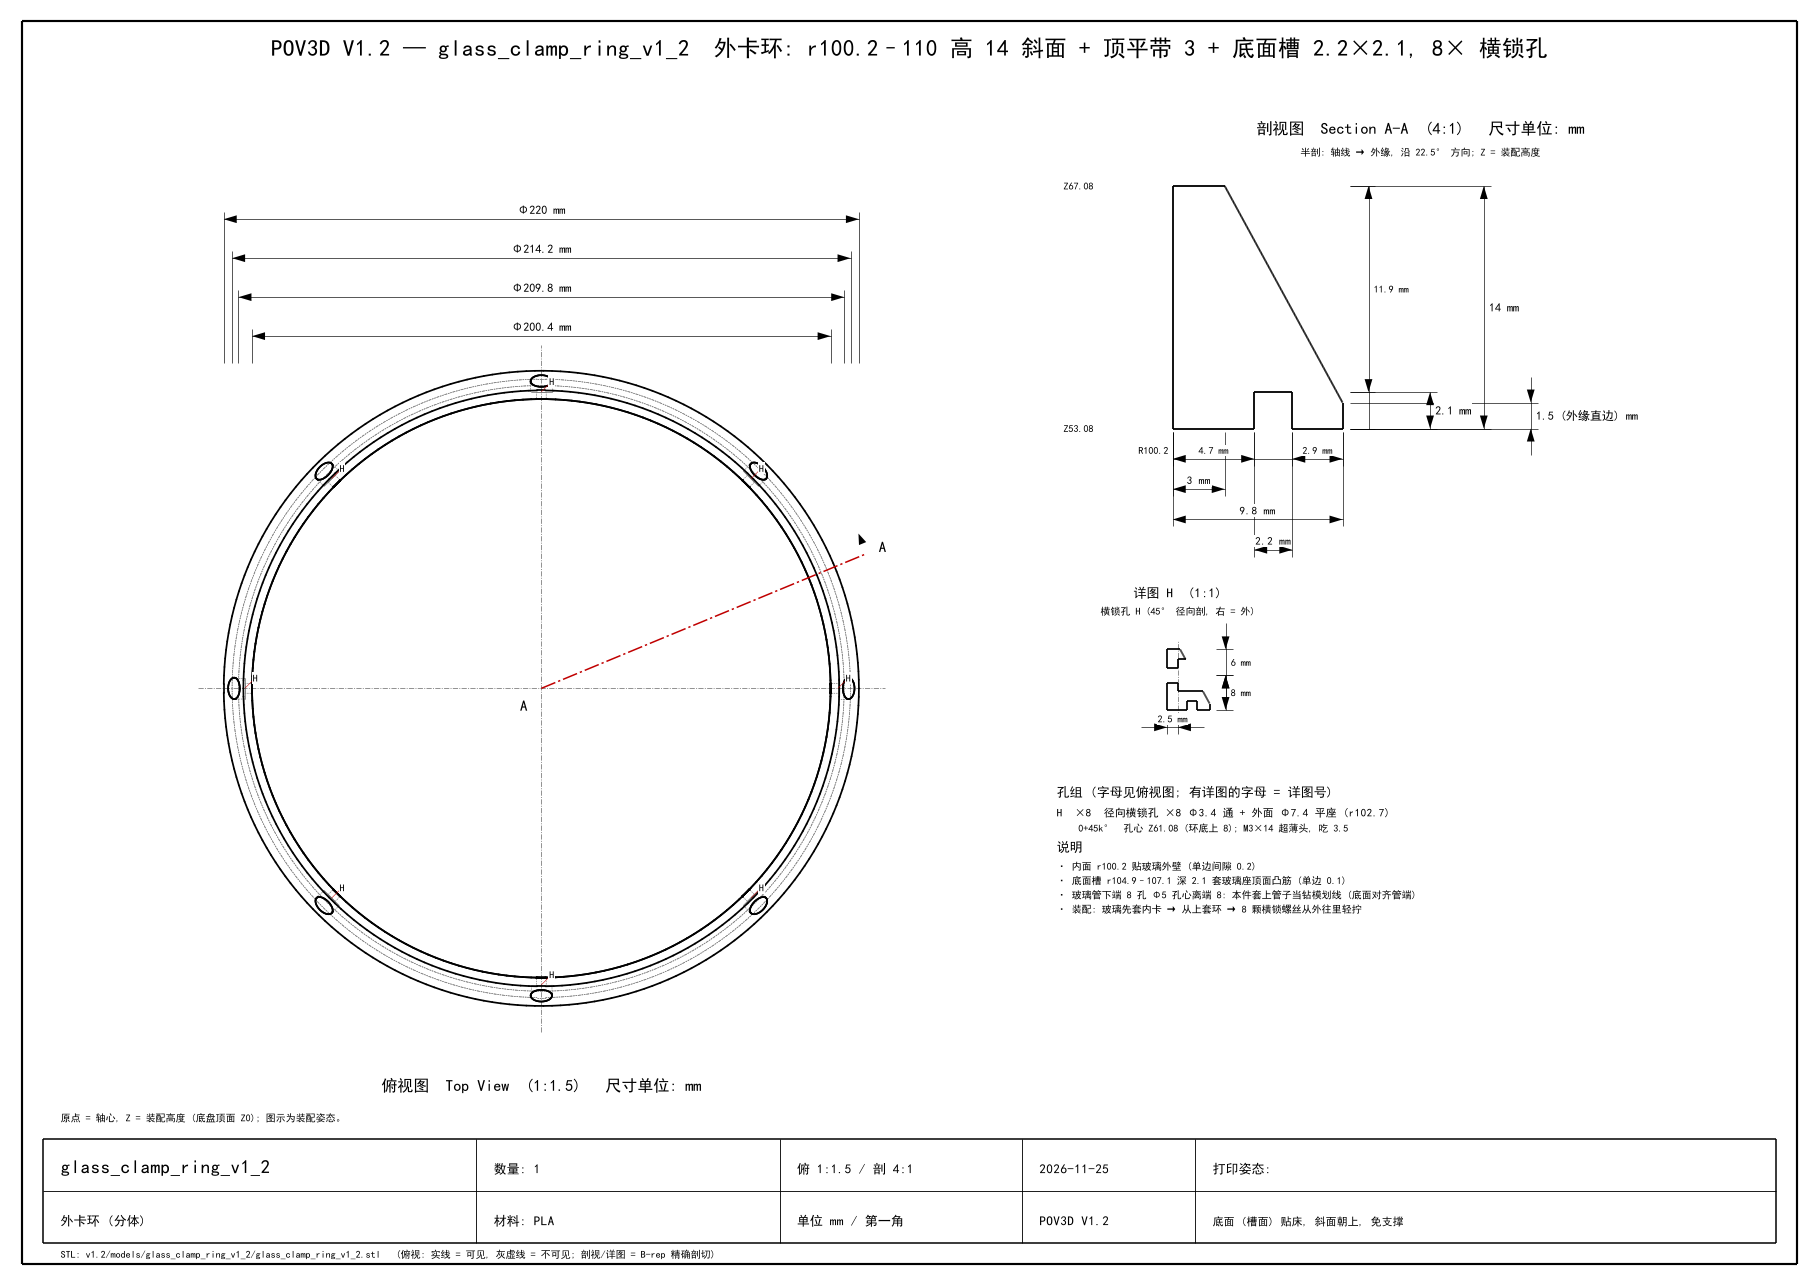 POV3D V1.2 — glass_clamp_ring_v1_2  外卡环: r100.2–110 高 14 斜面 + 顶平带 3 + 底面槽 2.2×2.1, 8× 横锁孔
剖视图  Section A-A  (4:1)   尺寸单位: mm
半剖: 轴线 → 外缘, 沿 22.5° 方向; Z = 装配高度
Z67.08
11.9 mm
14 mm
2.1 mm
1.5 (外缘直边) mm
Z53.08
R100.2
4.7 mm
2.9 mm
3 mm
9.8 mm
2.2 mm
Φ220 mm
Φ214.2 mm
Φ209.8 mm
Φ200.4 mm
H
H
H
A
H
H
A
H
H
H
详图 H  (1:1)
横锁孔 H (45° 径向剖, 右 = 外)
6 mm
8 mm
2.5 mm
孔组 (字母见俯视图; 有详图的字母 = 详图号)
H  ×8  径向横锁孔 ×8 Φ3.4 通 + 外面 Φ7.4 平座 (r102.7)
0+45k°  孔心 Z61.08 (环底上 8); M3×14 超薄头, 吃 3.5
说明
· 内面 r100.2 贴玻璃外壁 (单边间隙 0.2)
· 底面槽 r104.9–107.1 深 2.1 套玻璃座顶面凸筋 (单边 0.1)
· 玻璃管下端 8 孔 Φ5 孔心离端 8: 本件套上管子当钻模划线 (底面对齐管端)
· 装配: 玻璃先套内卡 → 从上套环 → 8 颗横锁螺丝从外往里轻拧
俯视图  Top View  (1:1.5)   尺寸单位: mm
原点 = 轴心, Z = 装配高度 (底盘顶面 Z0); 图示为装配姿态。
glass_clamp_ring_v1_2
数量: 1
俯 1:1.5 / 剖 4:1
2026-11-25
打印姿态:
外卡环 (分体)
材料: PLA
单位 mm / 第一角
POV3D V1.2
底面 (槽面) 贴床, 斜面朝上, 免支撑
STL: v1.2/models/glass_clamp_ring_v1_2/glass_clamp_ring_v1_2.stl   (俯视: 实线 = 可见, 灰虚线 = 不可见; 剖视/详图 = B-rep 精确剖切)